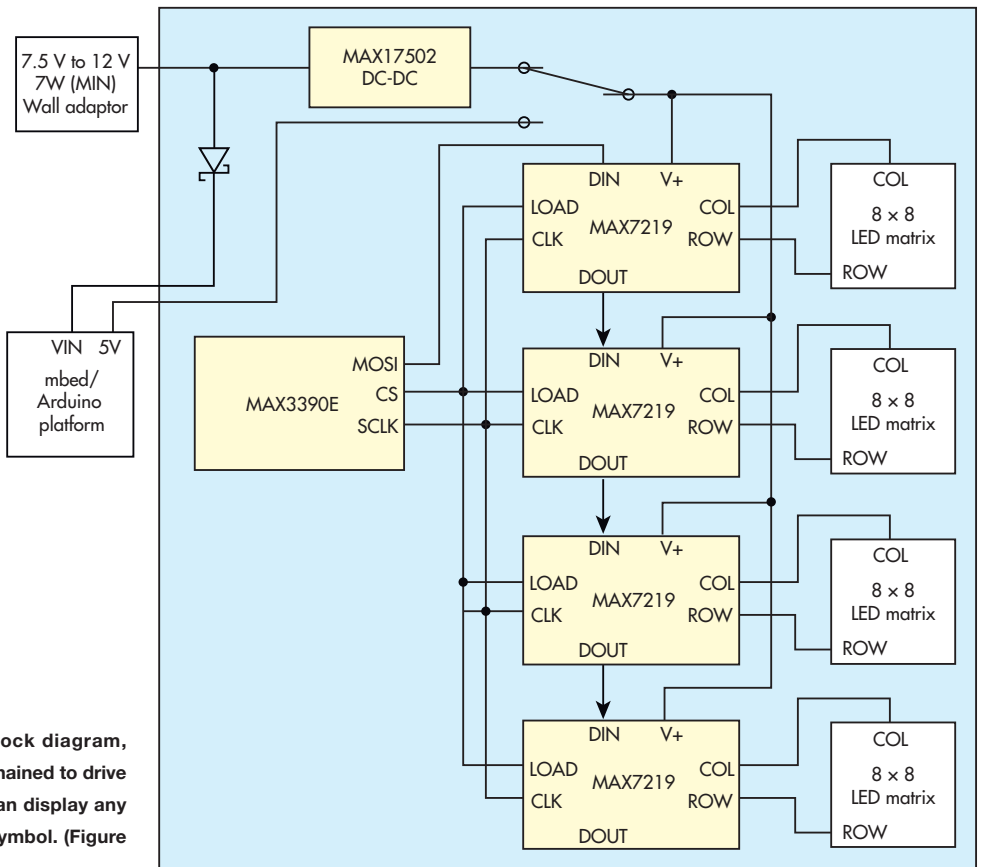 7.5 V to 12 V
7W (MIN)
Wall adaptor
MAX17502
DC-DC
VIN 5V
mbed/
Arduino
platform
MAX3390E
MOSI
CS
SCLK
DIN V+
LOAD
CLK
MAX7219
COL
ROW
DOUT
COL
8 × 8
LED matrix
ROW
DIN V+
LOAD
CLK
MAX7219
COL
ROW
DOUT
COL
8 × 8
LED matrix
ROW
DIN V+
LOAD
CLK
MAX7219
COL
ROW
DOUT
COL
8 × 8
LED matrix
ROW
DIN V+
LOAD
CLK
MAX7219
COL
ROW
DOUT
COL
8 × 8
LED matrix
ROW
ock diagram,
nained to drive
an display any
ymbol. (Figure